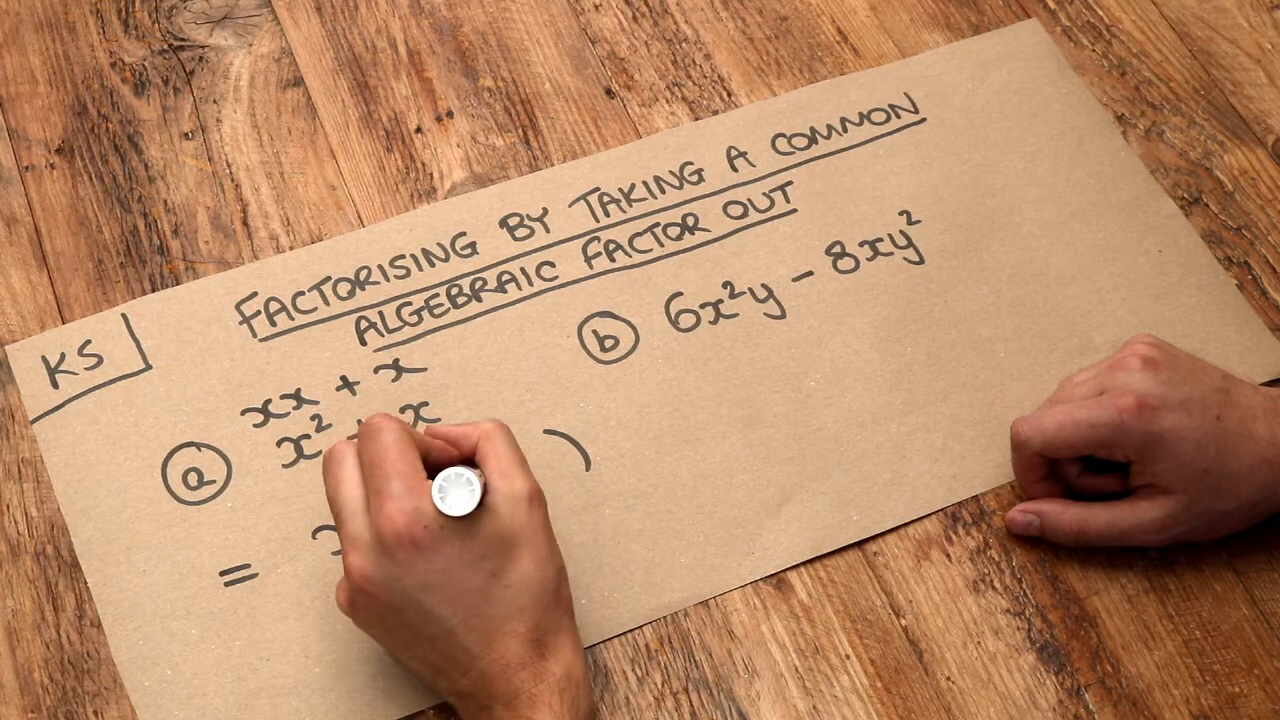 FACTORISING BY TAKING A COMMON
ALGEBRAIC FACTOR OUT
KS
xx + x
(a) x² + x
=
)
(b) 6x²y - 8xy²